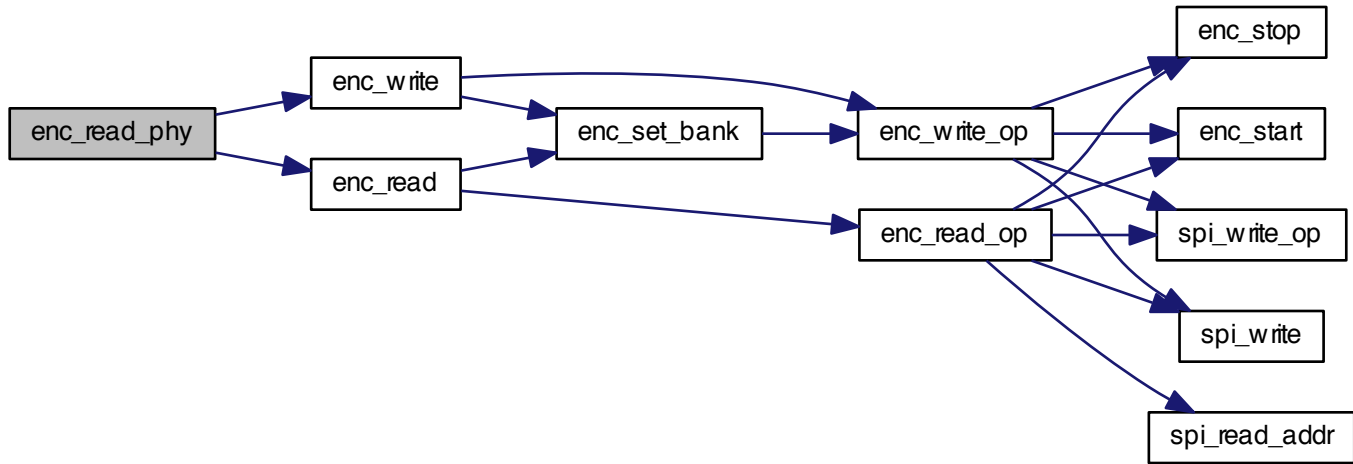 enc_read_phy
enc_write
enc_read
enc_set_bank
enc_write_op
enc_read_op
enc_stop
enc_start
spi_write_op
spi_write
spi_read_addr